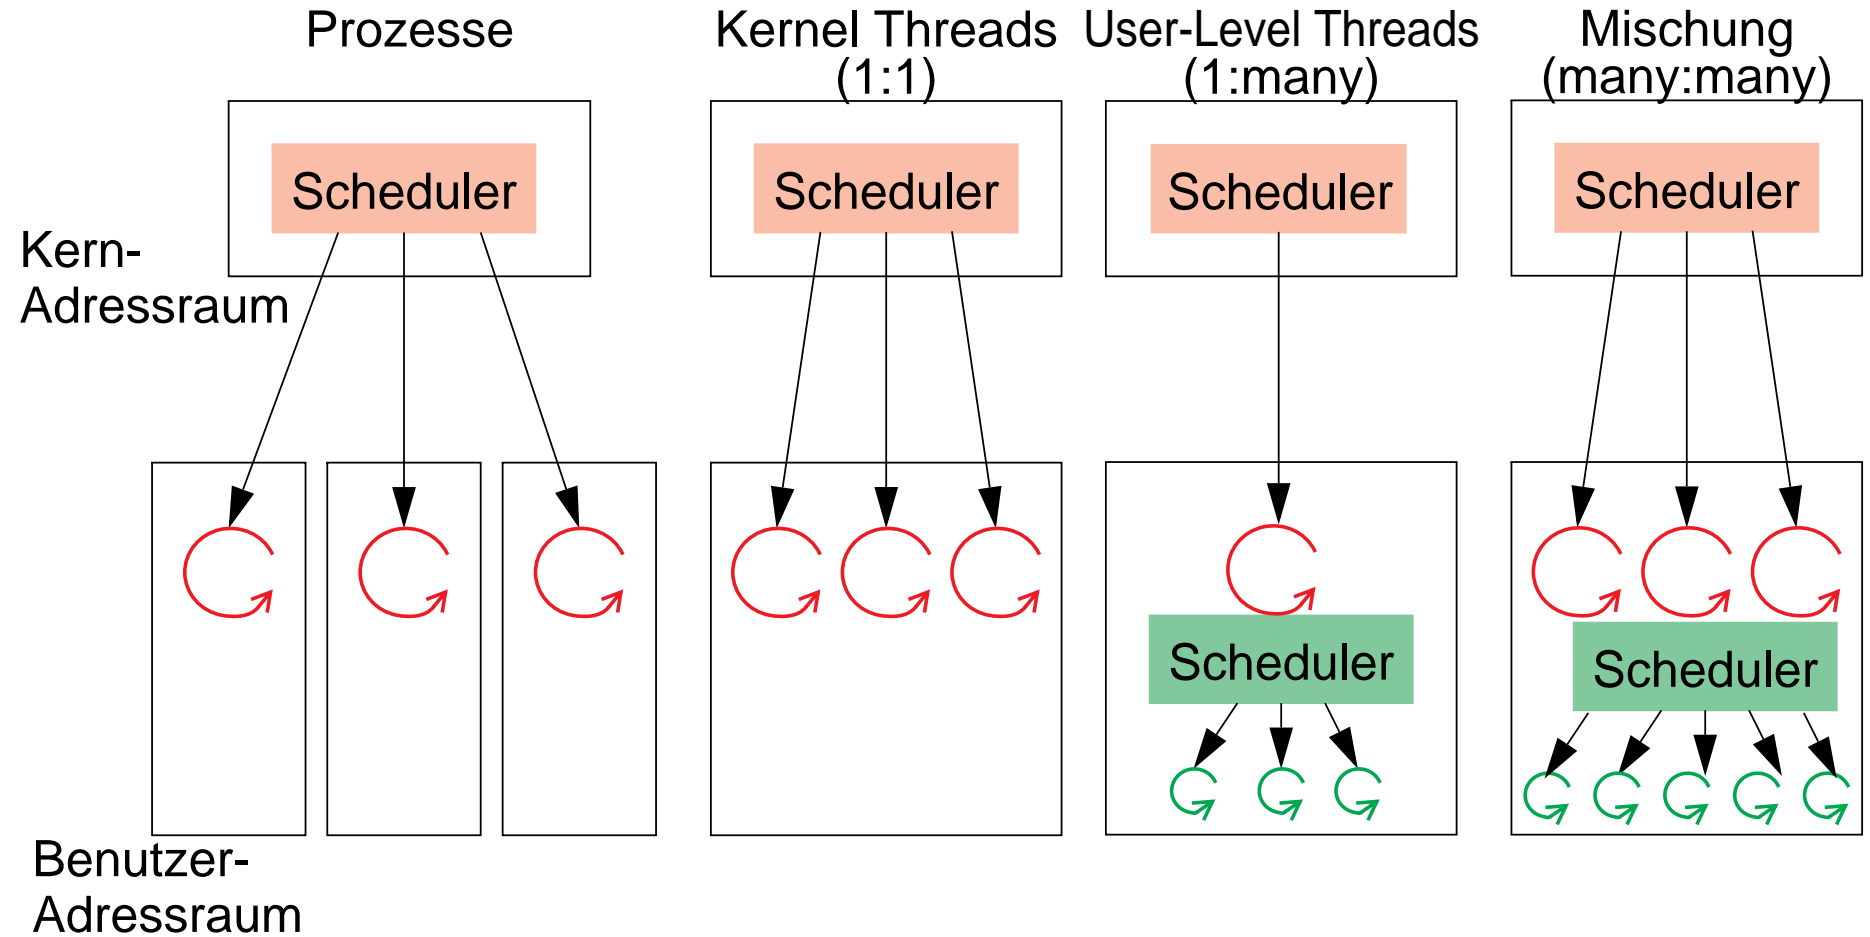 Prozesse
Kernel Threads
(1:1)
User-Level Threads
(1:many)
Mischung
(many:many)
Scheduler
Scheduler
Scheduler
Scheduler
Kern-
Adressraum
Scheduler
Scheduler
Benutzer-
Adressraum